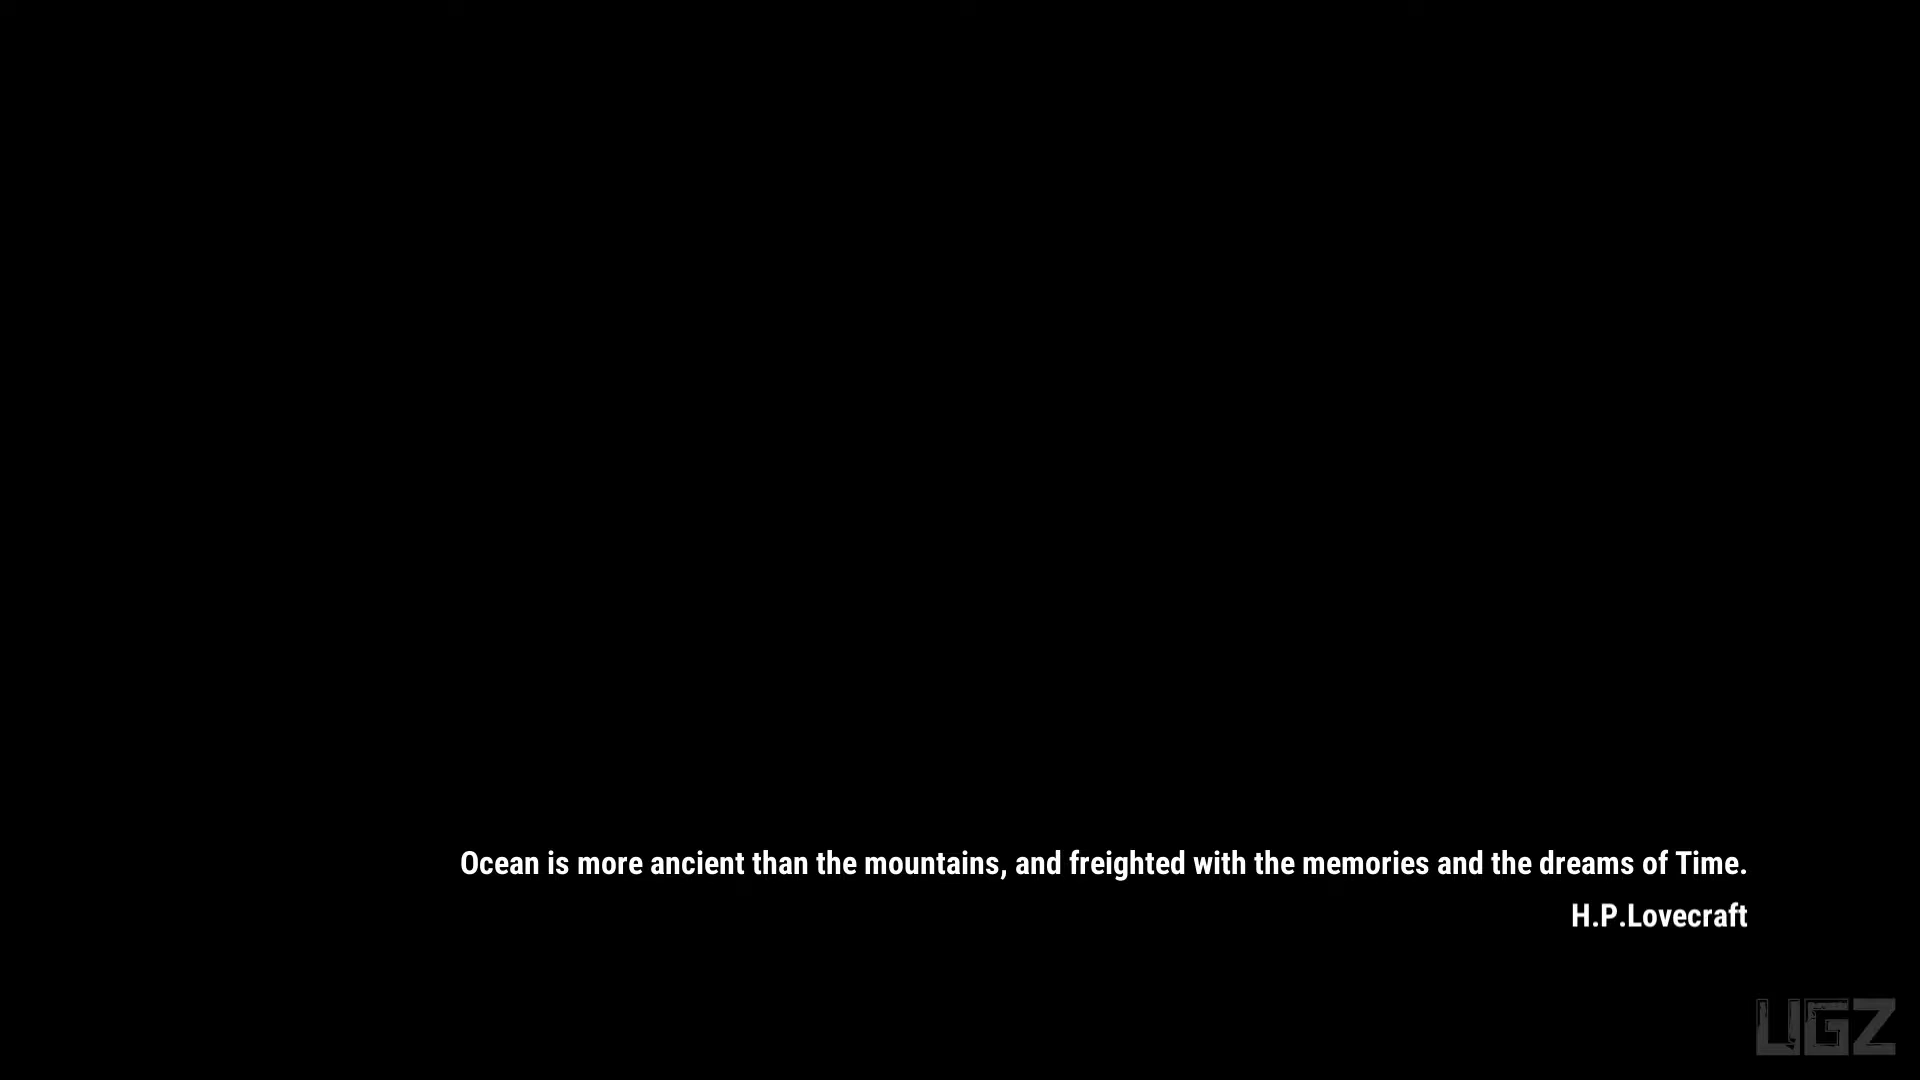 Ocean is more ancient than the mountains, and freighted with the memories and the dreams of Time.
H.P.Lovecraft
UGZ